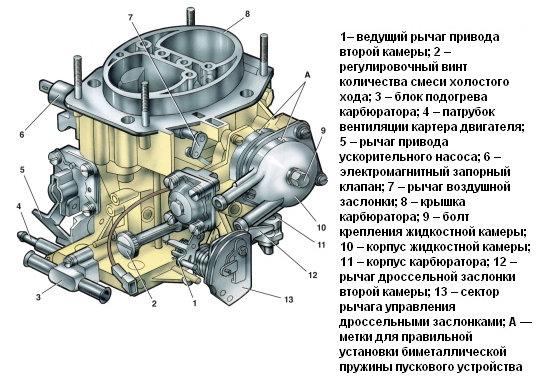 7
8
А
6
9
5
10
4
11
12
3
2
1
13
1– ведущий рычаг привода
второй камеры; 2 –
регулировочный винт
количества смеси холостого
хода; 3 – блок подогрева
карбюратора; 4 – патрубок
вентиляции картера двигателя;
5 – рычаг привода
ускорительного насоса; 6 –
электромагнитный запорный
клапан; 7 – рычаг воздушной
заслонки; 8 – крышка
карбюратора; 9 – болт
крепления жидкостной камеры;
10 – корпус жидкостной камеры;
11 – корпус карбюратора; 12 –
рычаг дроссельной заслонки
второй камеры; 13 – сектор
рычага управления
дроссельными заслонками; А —
метки для правильной
установки биметаллической
пружины пускового устройства